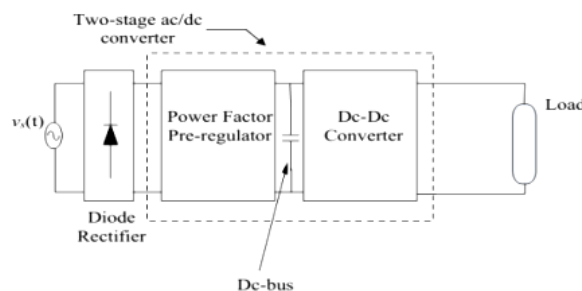 Two-stage ac/dc
converter
vs(t)
Power Factor
Pre-regulator
Dc-Dc
Converter
Load
Diode
Rectifier
Dc-bus